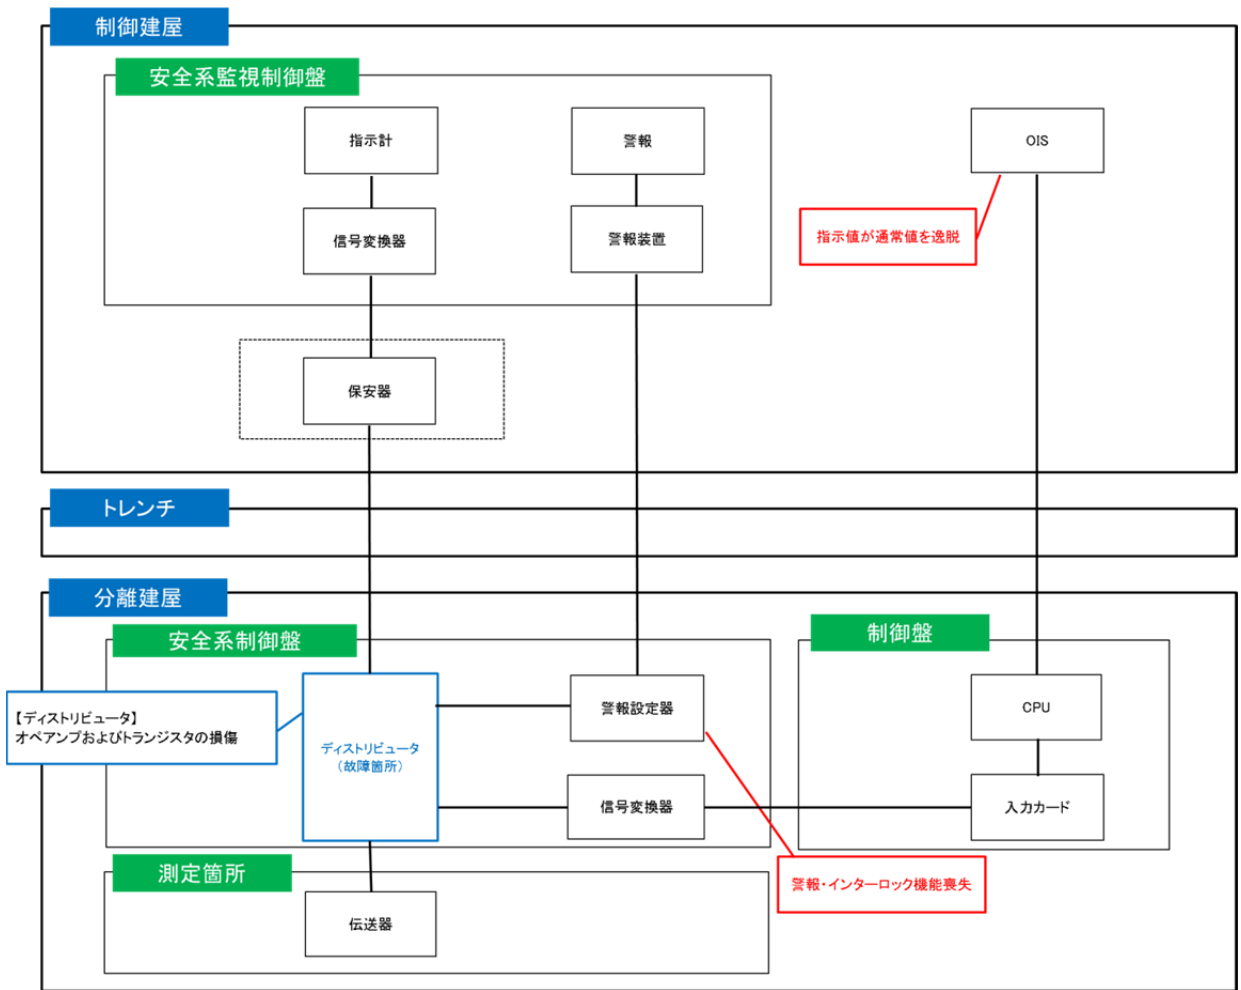 制御建屋
安全系監視制御盤
指示計
警報
OIS
信号変換器
警報装置
指示値が通常値を逸脱
保安器
トレンチ
分離建屋
安全系制御盤
制御盤
【ディストリビュータ】
オペアンプおよびトランジスタの損傷
ディストリビュータ
(故障箇所)
警報設定器
CPU
信号変換器
入力カード
測定箇所
警報・インターロック機能喪失
伝送器